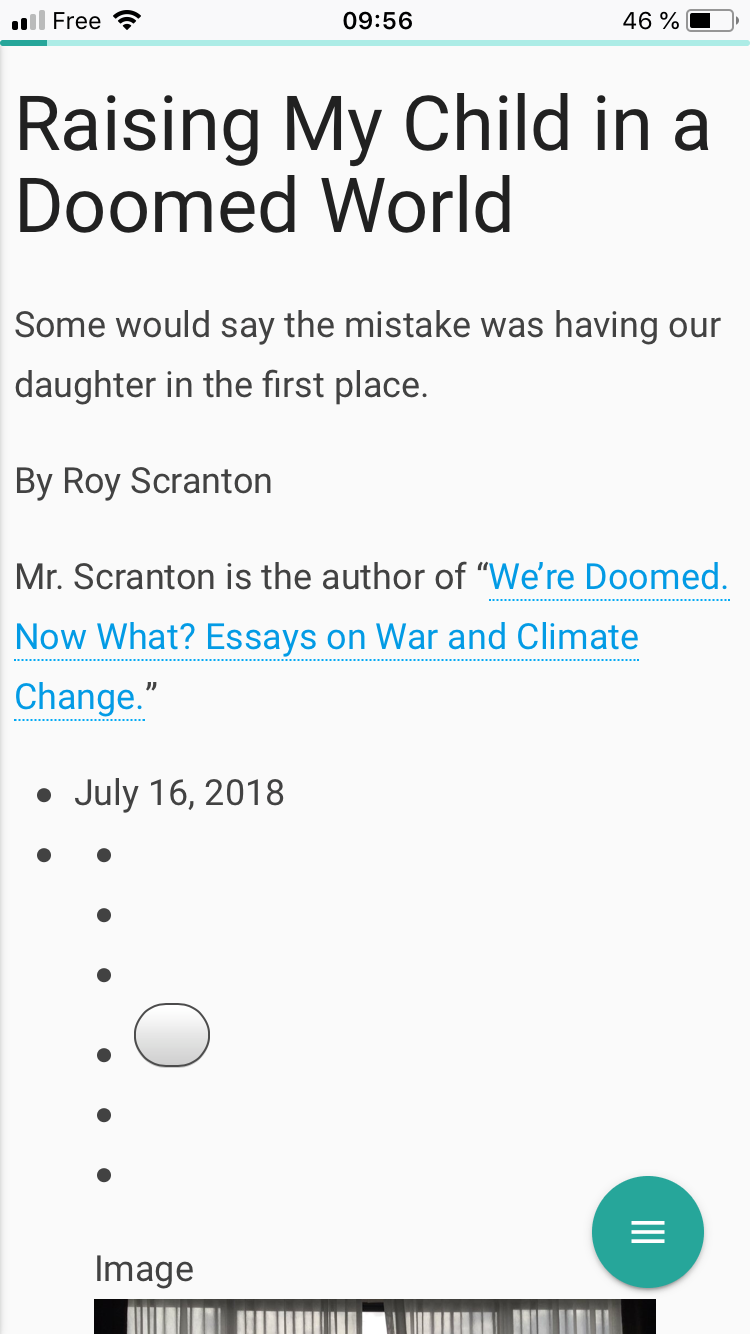 Free 09:56 46 %
Raising My Child in a
Doomed World
Some would say the mistake was having our
daughter in the first place.
By Roy Scranton
Mr. Scranton is the author of “We’re Doomed.
Now What? Essays on War and Climate
Change.”
• July 16, 2018
Image